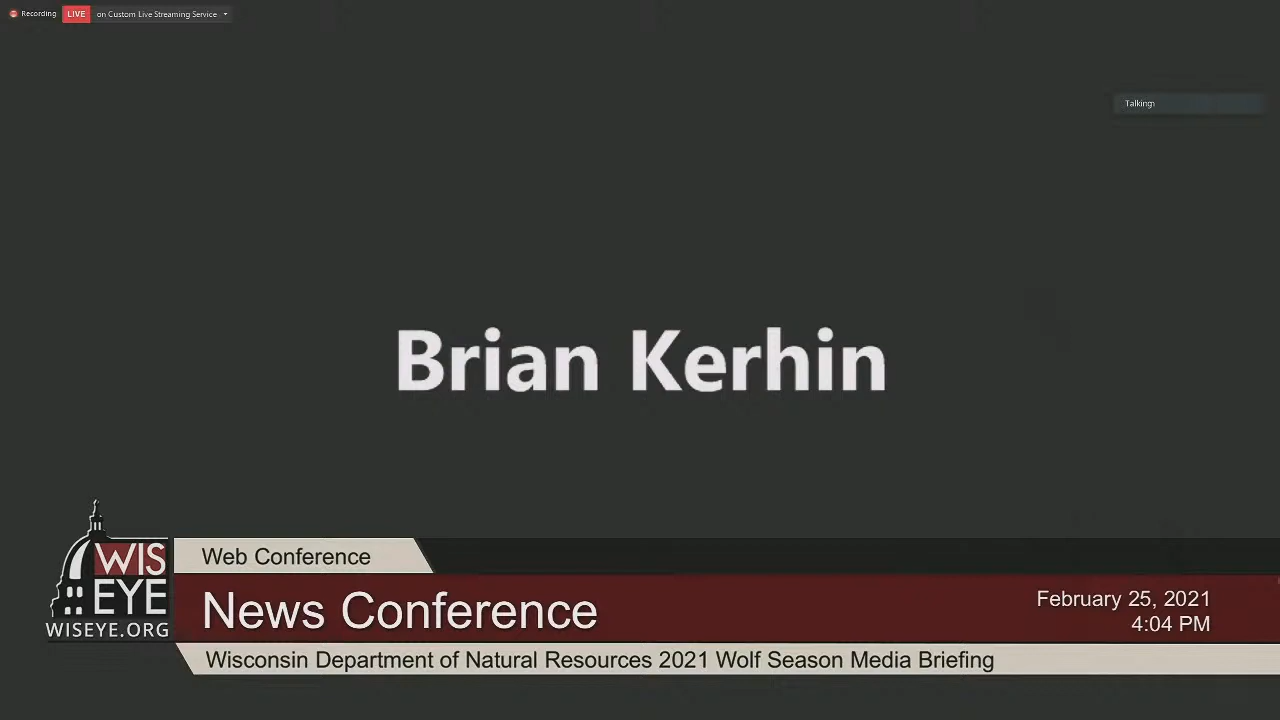 Recording LIVE on Custom Live Streaming Service
Talking:
Brian Kerhin
WIS
EYE
WISEYE.ORG
Web Conference
News Conference
February 25, 2021
4:04 PM
Wisconsin Department of Natural Resources 2021 Wolf Season Media Briefing